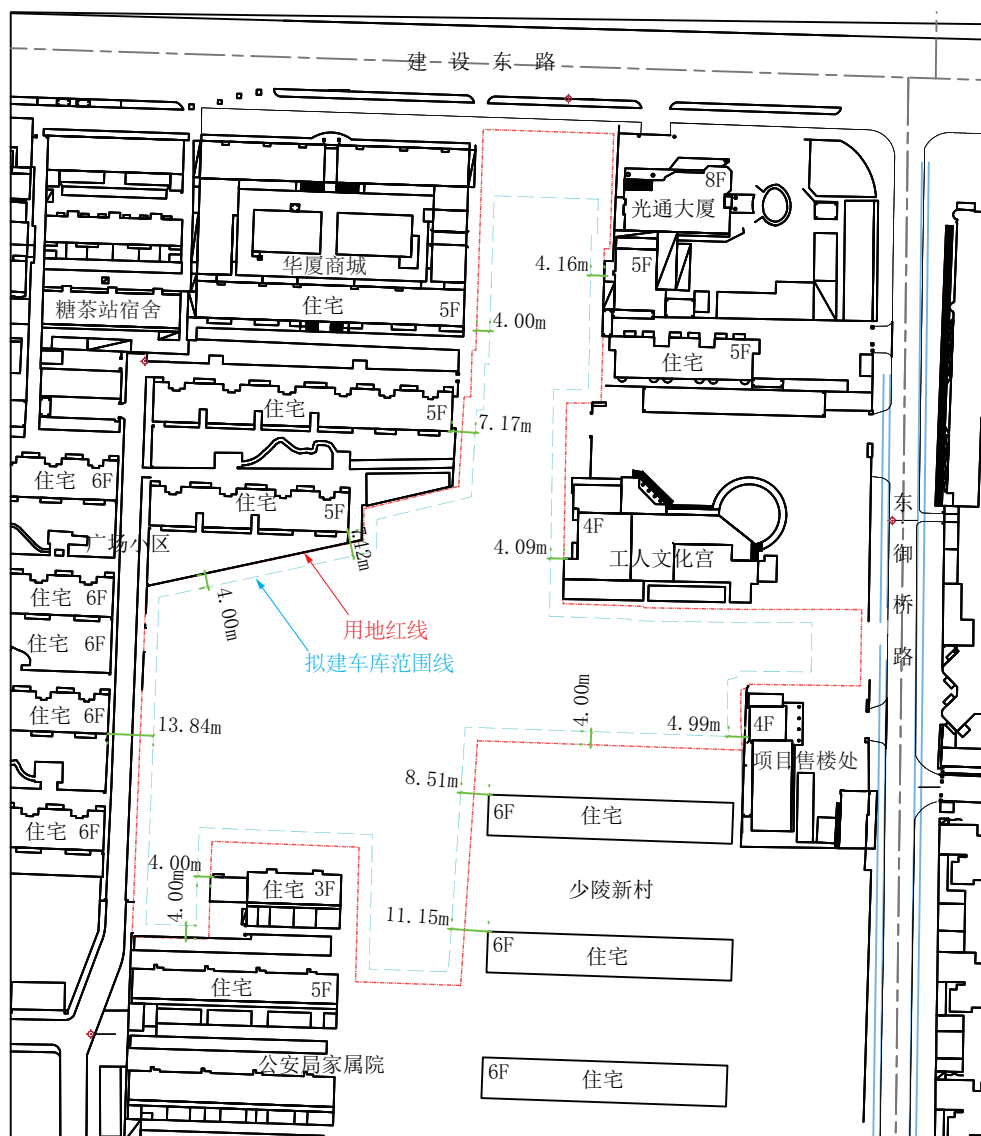 建设东路
8F
光通大厦
4.16m
5F
华厦商城
糖茶站宿舍
住宅
5F
4.00m
住宅
5F
住宅
5F
7.17m
住宅 6F
住宅
5F
4F
东御桥路
广场小区
7.12m
4.09m
工人文化宫
住宅 6F
4.00m
用地红线
住宅 6F
拟建车库范围线
住宅 6F
13.84m
4.00m
4.99m
4F
项目售楼处
8.51m
6F
住宅
住宅 6F
4.00m
4.00m
住宅 3F
少陵新村
11.15m
6F
住宅
住宅
5F
公安局家属院
6F
住宅